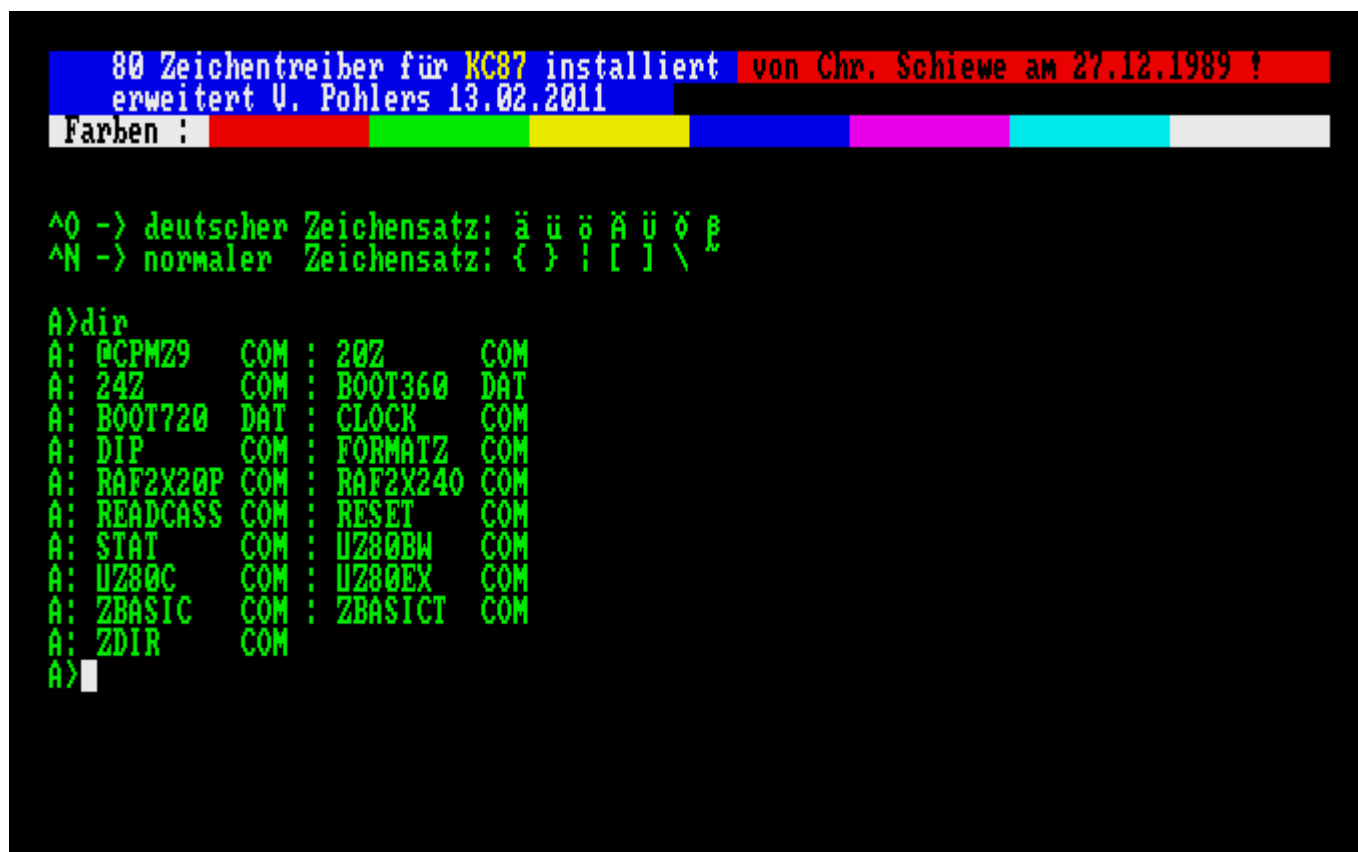 80 Zeichentreiber für KC87 installiert von Chr. Schiewe am 27.12.1989 !
erweitert V. Pohlers 13.02.2011
Farben :
^O -> deutscher Zeichensatz: ä ü ö Ä Ü Ö ß
^N -> normaler  Zeichensatz: { } ¦ [ ] \
A>dir
A: @CPMZ9   COM : 20Z      COM
A: 24Z      COM : BOOT360  DAT
A: BOOT720  DAT : CLOCK    COM
A: DIP      COM : FORMATZ  COM
A: RAF2X20P COM : RAF2X24O COM
A: READCASS COM : RESET    COM
A: STAT     COM : UZ80BW   COM
A: UZ80C    COM : UZ80EX   COM
A: ZBASIC   COM : ZBASICT  COM
A: ZDIR     COM
A>